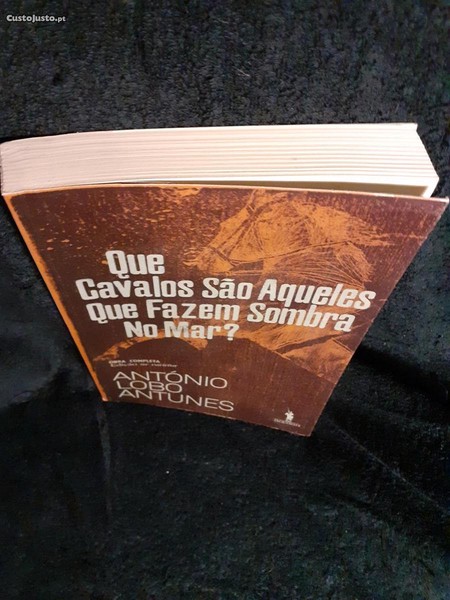 CustoJusto.pt
Que
Cavalos São Aqueles
Que Fazem Sombra
No Mar?
OBRA COMPLETA
ANTÓNIO
LOBO
ANTUNES